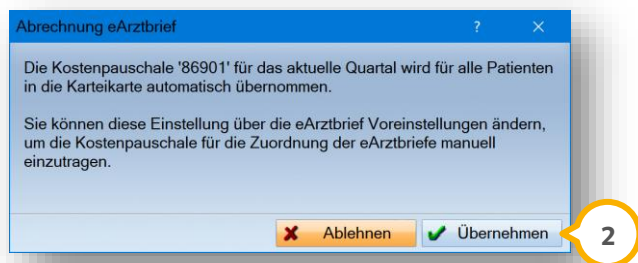 Abrechnung eArztbrief ? ×
Die Kostenpauschale '86901' für das aktuelle Quartal wird für alle Patienten
in die Karteikarte automatisch übernommen.
Sie können diese Einstellung über die eArztbrief Voreinstellungen ändern,
um die Kostenpauschale für die Zuordnung der eArztbriefe manuell
einzutragen.
Ablehnen Übernehmen 2